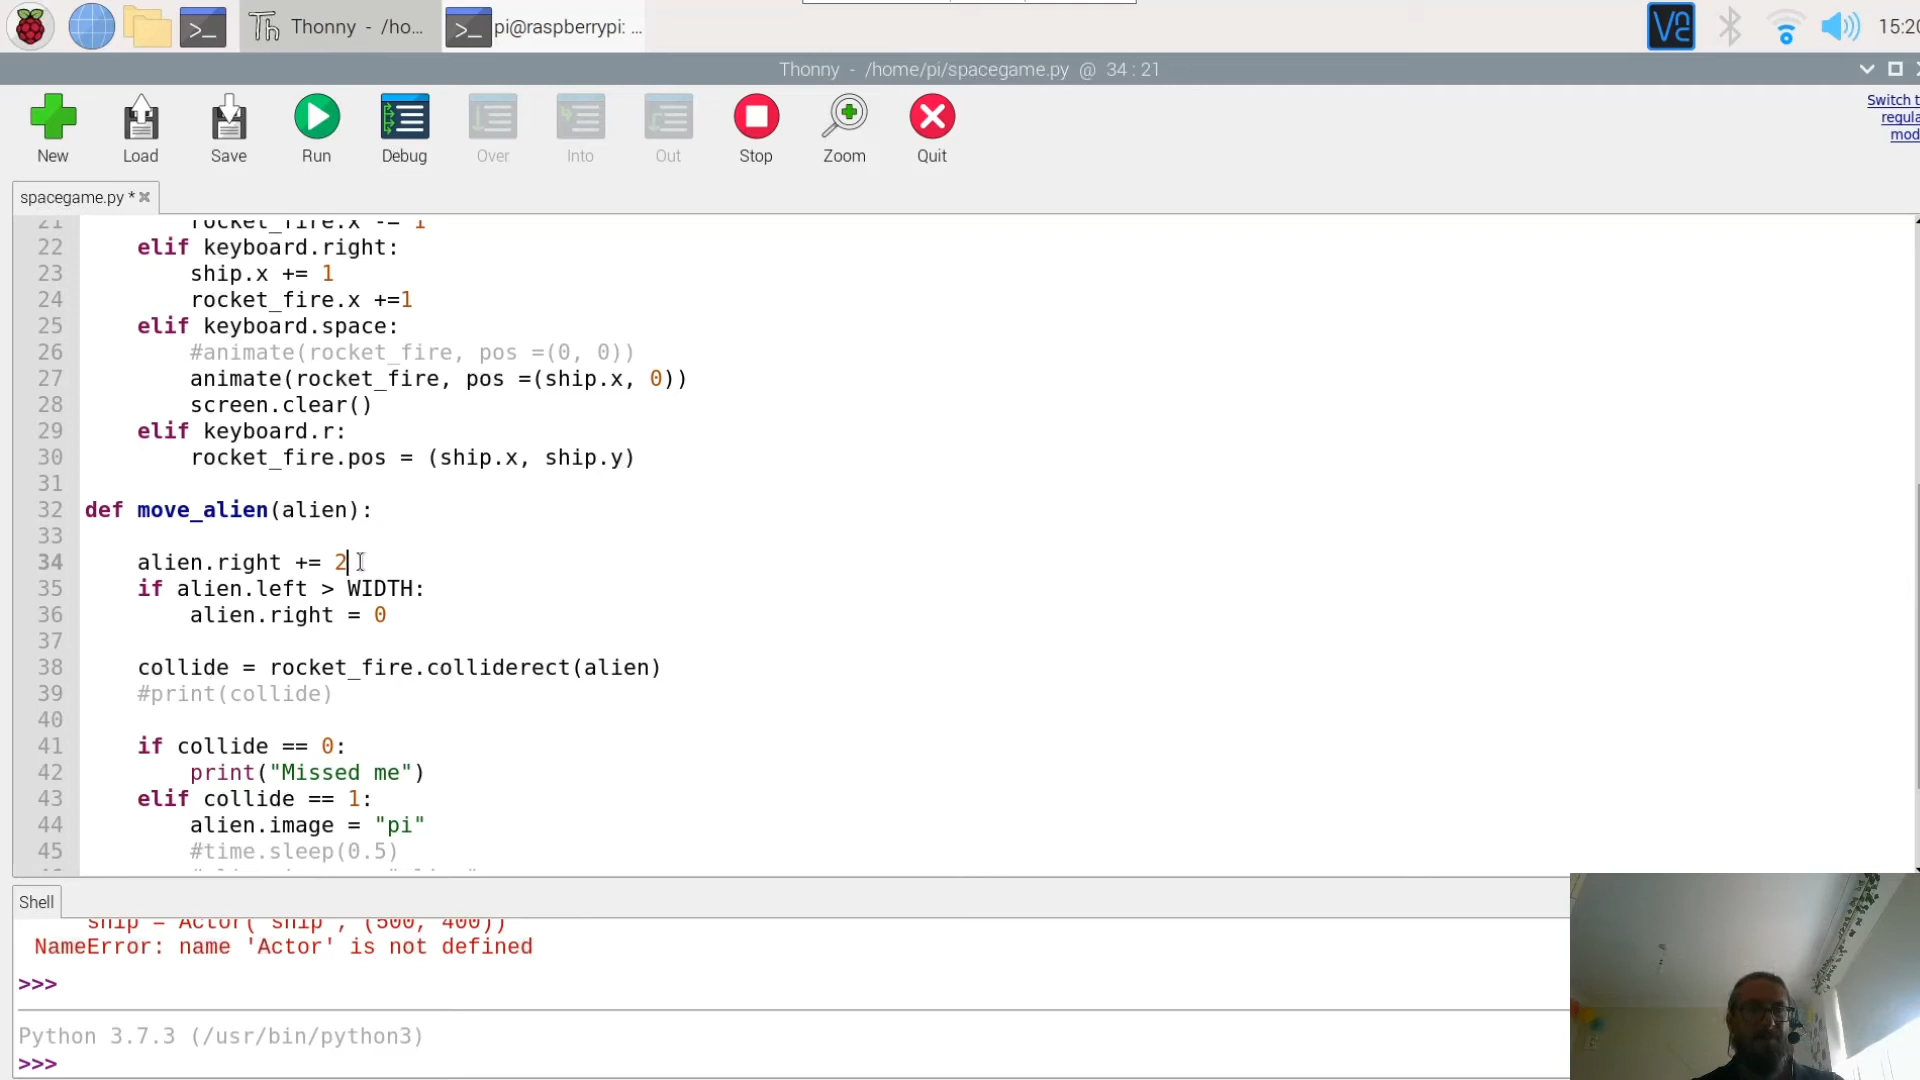 Thonny - /ho...
pi@raspberrypi: ...
15:20
Thonny - /home/pi/spacegame.py @ 34 : 21
New
Load
Save
Run
Debug
Over
Into
Out
Stop
Zoom
Quit
Switch t
regula
mod
spacegame.py *
21 rocket_fire.x -= 1
22 elif keyboard.right:
23 ship.x += 1
24 rocket_fire.x +=1
25 elif keyboard.space:
26 #animate(rocket_fire, pos =(0, 0))
27 animate(rocket_fire, pos =(ship.x, 0))
28 screen.clear()
29 elif keyboard.r:
30 rocket_fire.pos = (ship.x, ship.y)
31
32 def move_alien(alien):
33
34 alien.right += 2
35 if alien.left > WIDTH:
36 alien.right = 0
37
38 collide = rocket_fire.colliderect(alien)
39 #print(collide)
40
41 if collide == 0:
42 print("Missed me")
43 elif collide == 1:
44 alien.image = "pi"
45 #time.sleep(0.5)
Shell
ship = Actor('ship', (500, 400))
NameError: name 'Actor' is not defined
>>>
Python 3.7.3 (/usr/bin/python3)
>>>